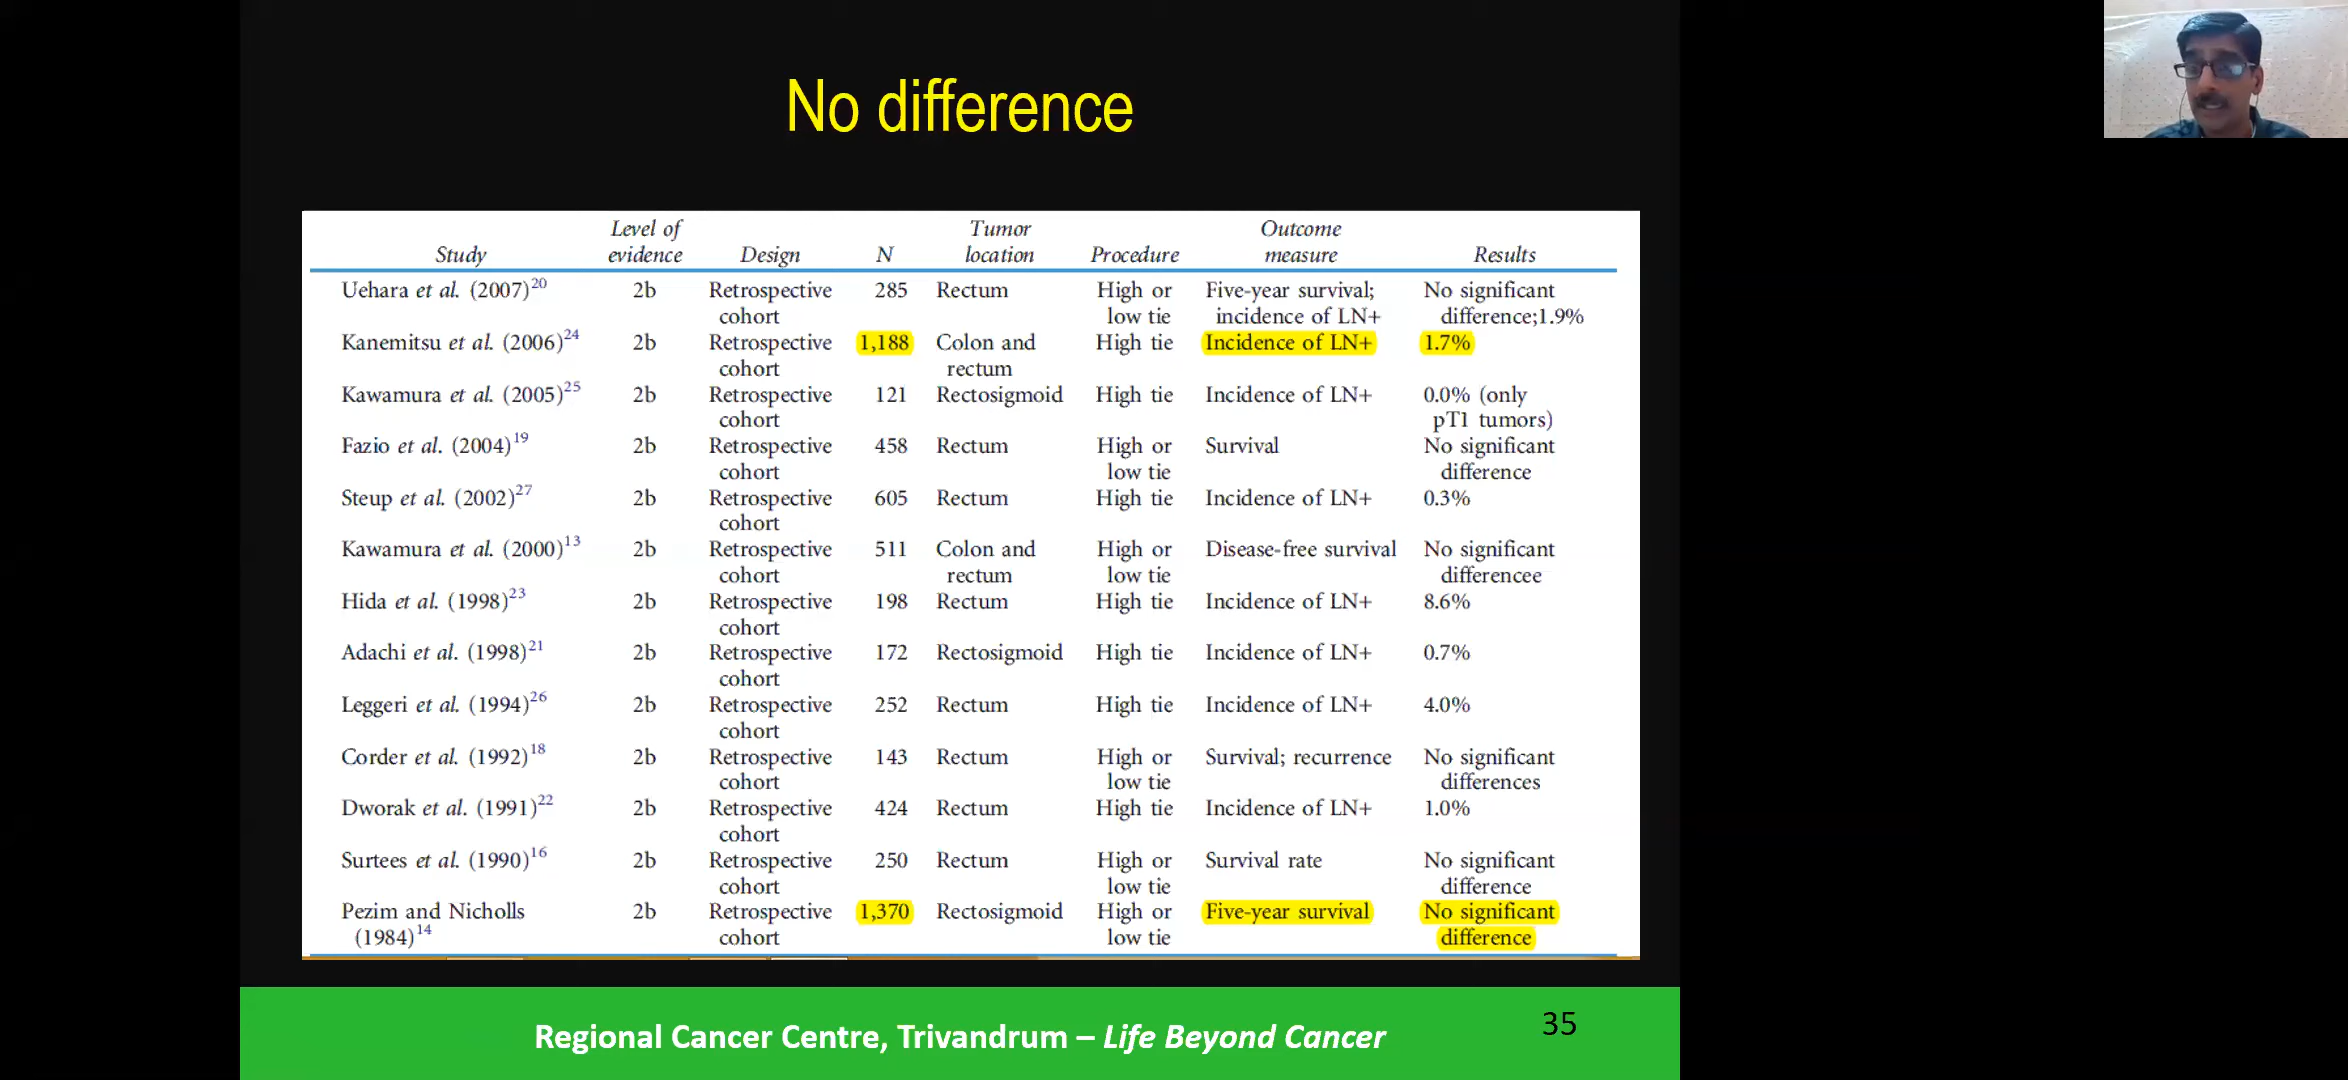 No difference
Study Level of evidence Design N Tumor location Procedure Outcome measure Results
Uehara et al. (2007)20 2b Retrospective cohort 285 Rectum High or low tie Five-year survival; incidence of LN+ No significant difference;1.9%
Kanemitsu et al. (2006)24 2b Retrospective cohort 1,188 Colon and rectum High tie Incidence of LN+ 1.7%
Kawamura et al. (2005)25 2b Retrospective cohort 121 Rectosigmoid High tie Incidence of LN+ 0.0% (only pT1 tumors)
Fazio et al. (2004)19 2b Retrospective cohort 458 Rectum High or low tie Survival No significant difference
Steup et al. (2002)27 2b Retrospective cohort 605 Rectum High tie Incidence of LN+ 0.3%
Kawamura et al. (2000)13 2b Retrospective cohort 511 Colon and rectum High or low tie Disease-free survival No significant differencee
Hida et al. (1998)23 2b Retrospective cohort 198 Rectum High tie Incidence of LN+ 8.6%
Adachi et al. (1998)21 2b Retrospective cohort 172 Rectosigmoid High tie Incidence of LN+ 0.7%
Leggeri et al. (1994)26 2b Retrospective cohort 252 Rectum High tie Incidence of LN+ 4.0%
Corder et al. (1992)18 2b Retrospective cohort 143 Rectum High or low tie Survival; recurrence No significant differences
Dworak et al. (1991)22 2b Retrospective cohort 424 Rectum High tie Incidence of LN+ 1.0%
Surtees et al. (1990)16 2b Retrospective cohort 250 Rectum High or low tie Survival rate No significant difference
Pezim and Nicholls (1984)14 2b Retrospective cohort 1,370 Rectosigmoid High or low tie Five-year survival No significant difference
Regional Cancer Centre, Trivandrum – Life Beyond Cancer
35